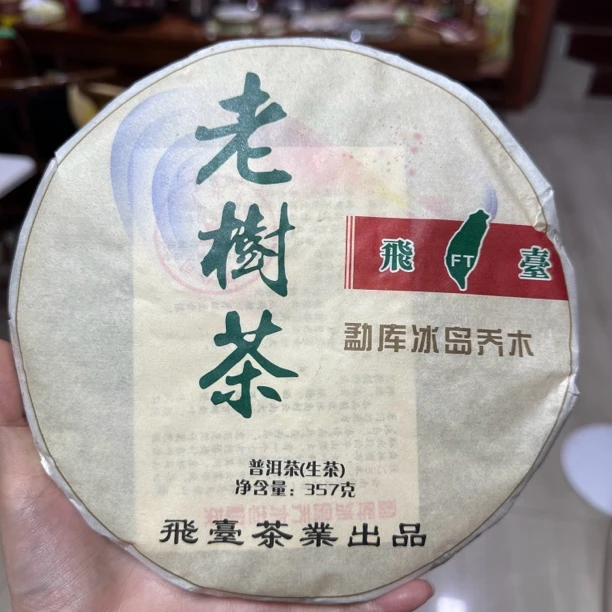 老樹茶
飛 FT 臺
勐库冰岛乔木
普洱茶(生茶)
净含量：357克
飛臺茶業出品